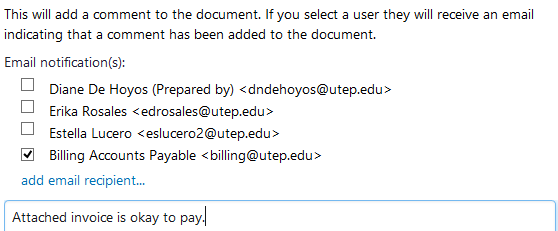 This will add a comment to the document. If you select a user they will receive an email
indicating that a comment has been added to the document.
Email notification(s):
Diane De Hoyos (Prepared by) <dndehoyos@utep.edu>
Erika Rosales <edrosales@utep.edu>
Estella Lucero <eslucero2@utep.edu>
Billing Accounts Payable <billing@utep.edu>
add email recipient...
Attached invoice is okay to pay.